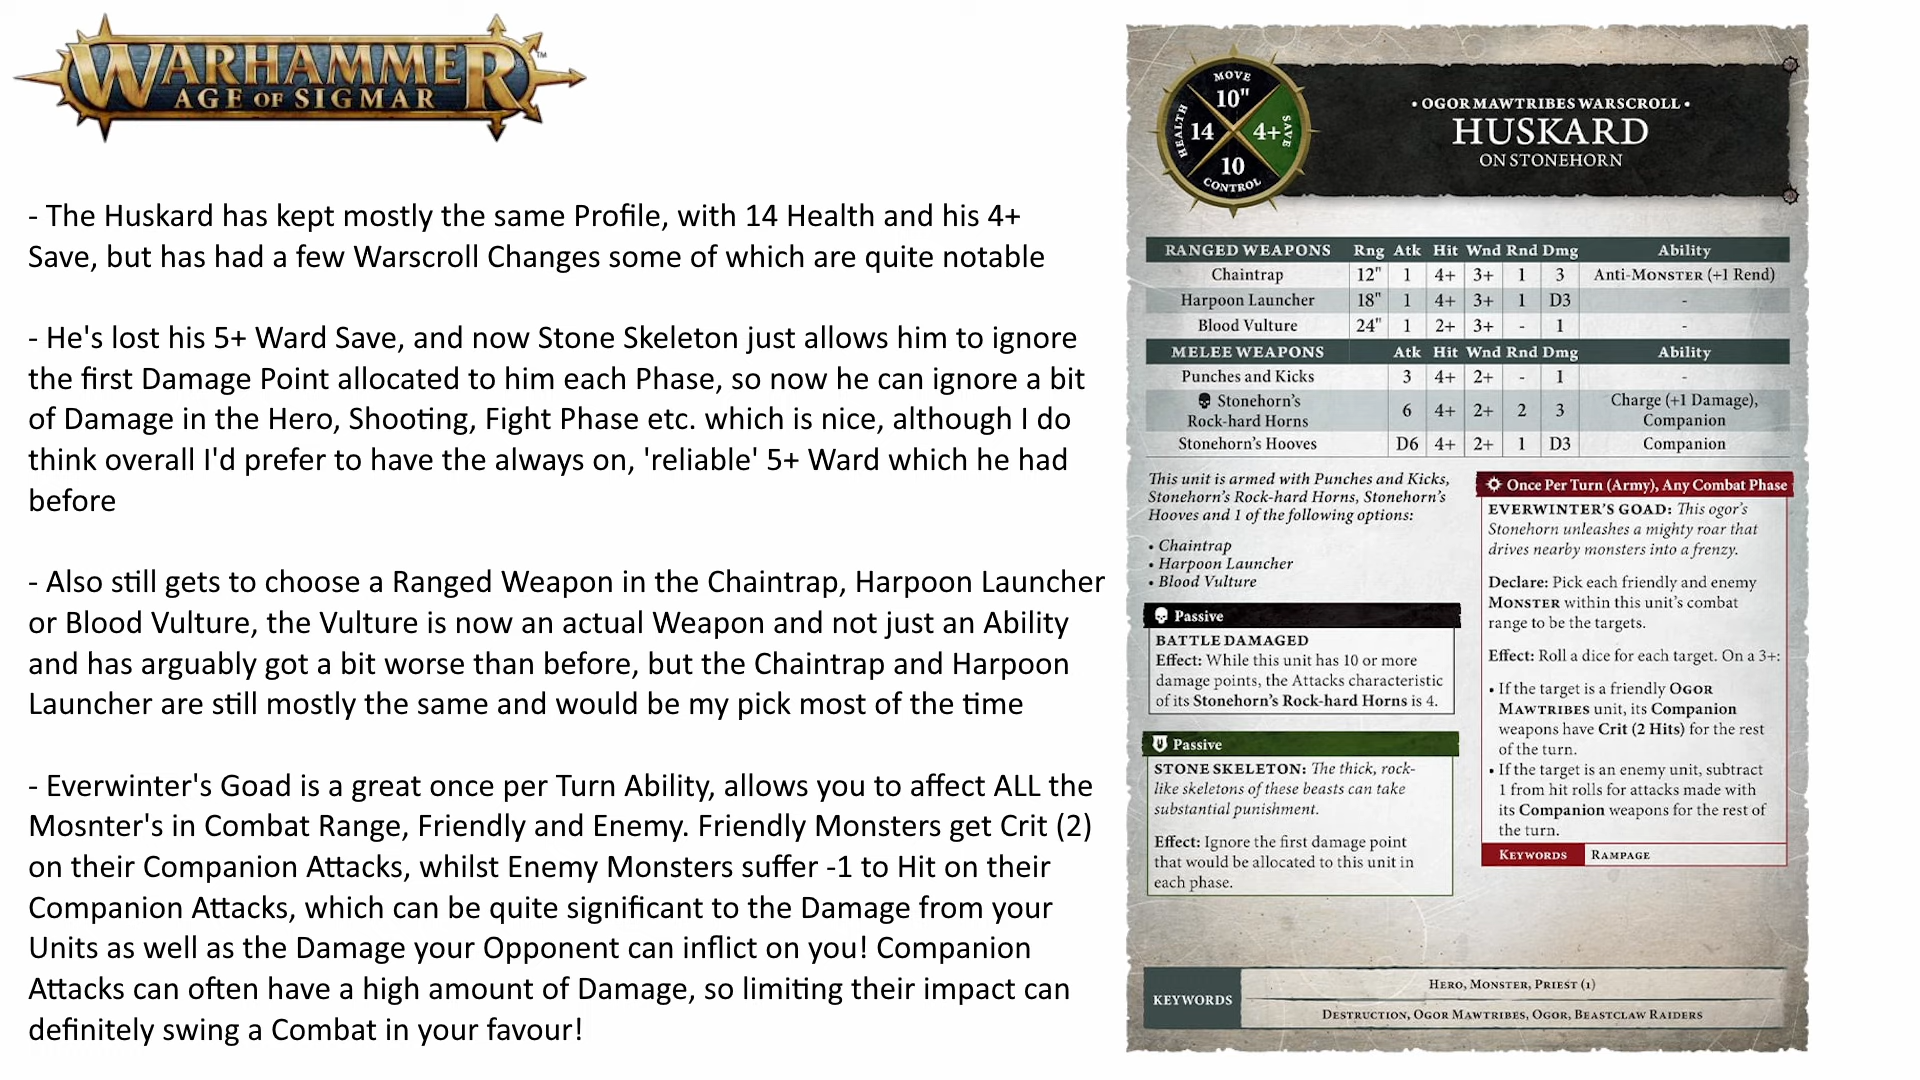 WARHAMMER
AGE OF SIGMAR
- The Huskard has kept mostly the same Profile, with 14 Health and his 4+
Save, but has had a few Warscroll Changes some of which are quite notable
- He's lost his 5+ Ward Save, and now Stone Skeleton just allows him to ignore
the first Damage Point allocated to him each Phase, so now he can ignore a bit
of Damage in the Hero, Shooting, Fight Phase etc. which is nice, although I do
think overall I'd prefer to have the always on, 'reliable' 5+ Ward which he had
before
- Also still gets to choose a Ranged Weapon in the Chaintrap, Harpoon Launcher
or Blood Vulture, the Vulture is now an actual Weapon and not just an Ability
and has arguably got a bit worse than before, but the Chaintrap and Harpoon
Launcher are still mostly the same and would be my pick most of the time
- Everwinter's Goad is a great once per Turn Ability, allows you to affect ALL the
Mosnter's in Combat Range, Friendly and Enemy. Friendly Monsters get Crit (2)
on their Companion Attacks, whilst Enemy Monsters suffer -1 to Hit on their
Companion Attacks, which can be quite significant to the Damage from your
Units as well as the Damage your Opponent can inflict on you! Companion
Attacks can often have a high amount of Damage, so limiting their impact can
definitely swing a Combat in your favour!
MOVE
10"
HEALTH
14
4+
SAVE
10
CONTROL
• OGOR MAWTRIBES WARSCROLL •
HUSKARD
ON STONEHORN
RANGED WEAPONS Rng Atk Hit Wnd Rnd Dmg Ability
Chaintrap 12" 1 4+ 3+ 1 3 Anti-MONSTER (+1 Rend)
Harpoon Launcher 18" 1 4+ 3+ 1 D3 -
Blood Vulture 24" 1 2+ 3+ - 1 -
MELEE WEAPONS Atk Hit Wnd Rnd Dmg Ability
Punches and Kicks 3 4+ 2+ - 1 -
Stonehorn's
Rock-hard Horns 6 4+ 2+ 2 3 Charge (+1 Damage),
Companion
Stonehorn's Hooves D6 4+ 2+ 1 D3 Companion
This unit is armed with Punches and Kicks,
Stonehorn's Rock-hard Horns, Stonehorn's
Hooves and 1 of the following options:
• Chaintrap
• Harpoon Launcher
• Blood Vulture
Passive
BATTLE DAMAGED
Effect: While this unit has 10 or more
damage points, the Attacks characteristic
of its Stonehorn's Rock-hard Horns is 4.
Passive
STONE SKELETON: The thick, rock-
like skeletons of these beasts can take
substantial punishment.
Effect: Ignore the first damage point
that would be allocated to this unit in
each phase.
Once Per Turn (Army), Any Combat Phase
EVERWINTER'S GOAD: This ogor's
Stonehorn unleashes a mighty roar that
drives nearby monsters into a frenzy.
Declare: Pick each friendly and enemy
MONSTER within this unit's combat
range to be the targets.
Effect: Roll a dice for each target. On a 3+:
• If the target is a friendly OGOR
MAWTRIBES unit, its Companion
weapons have Crit (2 Hits) for the rest
of the turn.
• If the target is an enemy unit, subtract
1 from hit rolls for attacks made with
its Companion weapons for the rest of
the turn.
KEYWORDS RAMPAGE
KEYWORDS
HERO, MONSTER, PRIEST (1)
DESTRUCTION, OGOR MAWTRIBES, OGOR, BEASTCLAW RAIDERS